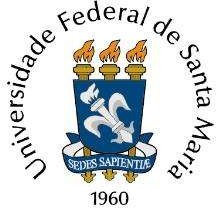 Universidade Federal de Santa Maria
SEDES SAPIENTIÆ
1960